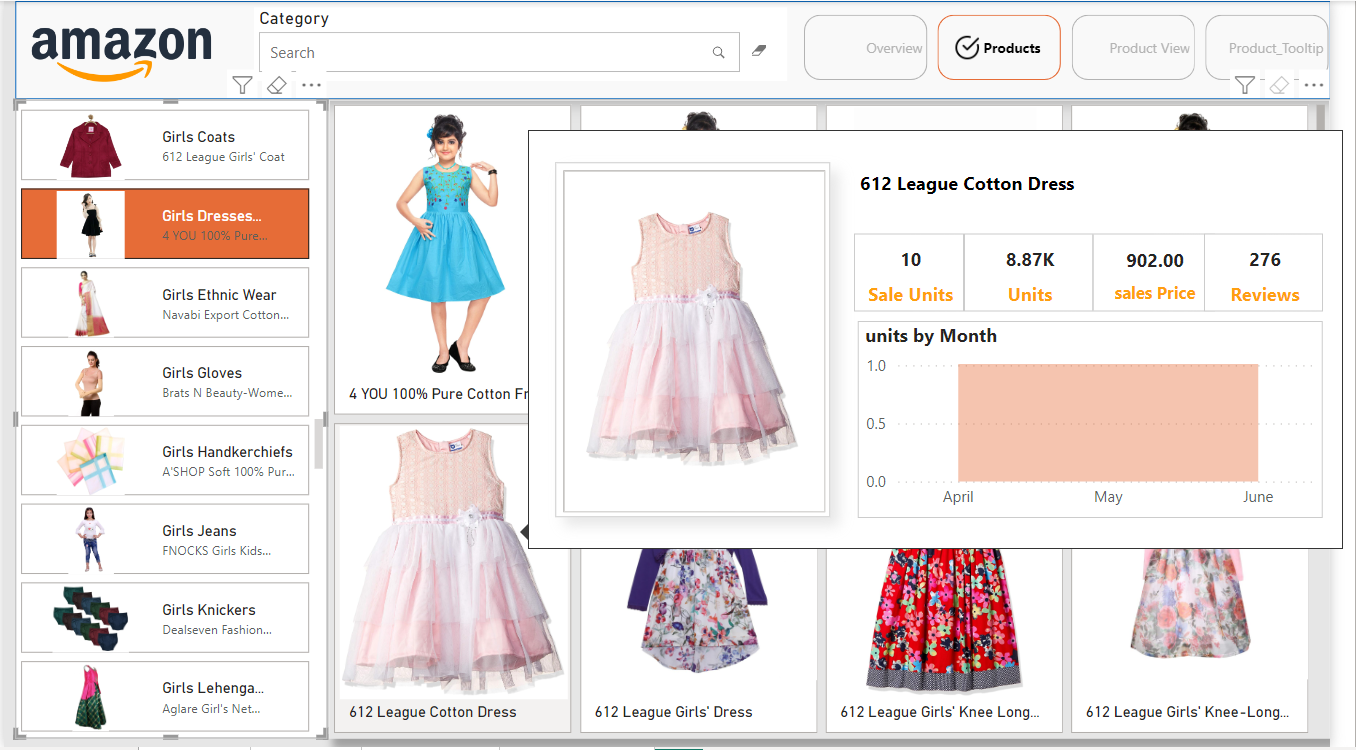 amazon
Category
Search
Overview
Products
Product View
Product_Tooltip
Girls Coats
612 League Girls' Coat
Girls Dresses...
4 YOU 100% Pure...
Girls Ethnic Wear
Navabi Export Cotton...
Girls Gloves
Brats N Beauty-Wome...
Girls Handkerchiefs
A'SHOP Soft 100% Pur...
Girls Jeans
FNOCKS Girls Kids...
Girls Knickers
Dealseven Fashion...
Girls Lehenga...
Aglare Girl's Net...
4 YOU 100% Pure Cotton Fr
612 League Cotton Dress
10
Sale Units
8.87K
Units
902.00
sales Price
276
Reviews
units by Month
1.0
0.5
0.0
April
May
June
612 League Cotton Dress
612 League Girls' Dress
612 League Girls' Knee Long...
612 League Girls' Knee-Long...